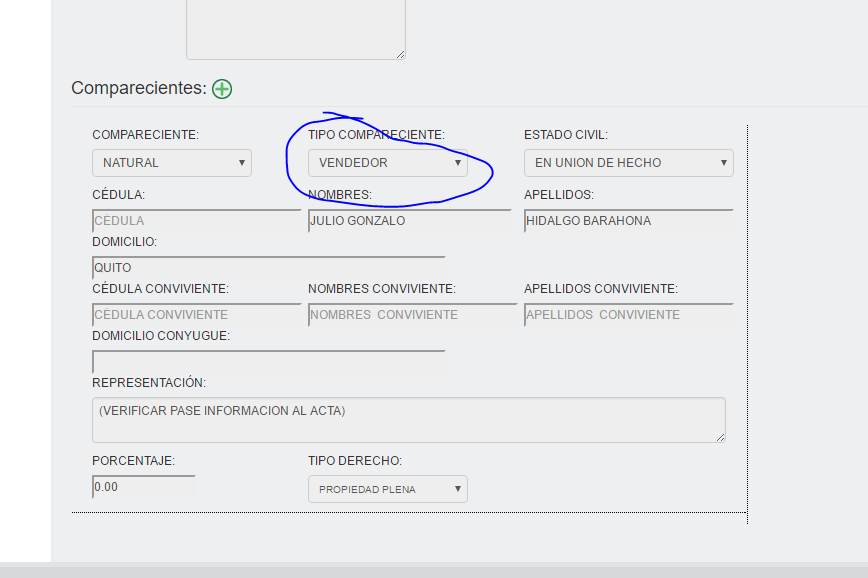 Comparecientes:
COMPARECIENTE: TIPO COMPARECIENTE: ESTADO CIVIL:
NATURAL VENDEDOR EN UNION DE HECHO
CÉDULA: NOMBRES: APELLIDOS:
CÉDULA JULIO GONZALO HIDALGO BARAHONA
DOMICILIO:
QUITO
CÉDULA CONVIVIENTE: NOMBRES CONVIVIENTE: APELLIDOS CONVIVIENTE:
CÉDULA CONVIVIENTE NOMBRES CONVIVIENTE APELLIDOS CONVIVIENTE
DOMICILIO CONYUGUE:
REPRESENTACIÓN:
(VERIFICAR PASE INFORMACION AL ACTA)
PORCENTAJE: TIPO DERECHO:
0.00 PROPIEDAD PLENA